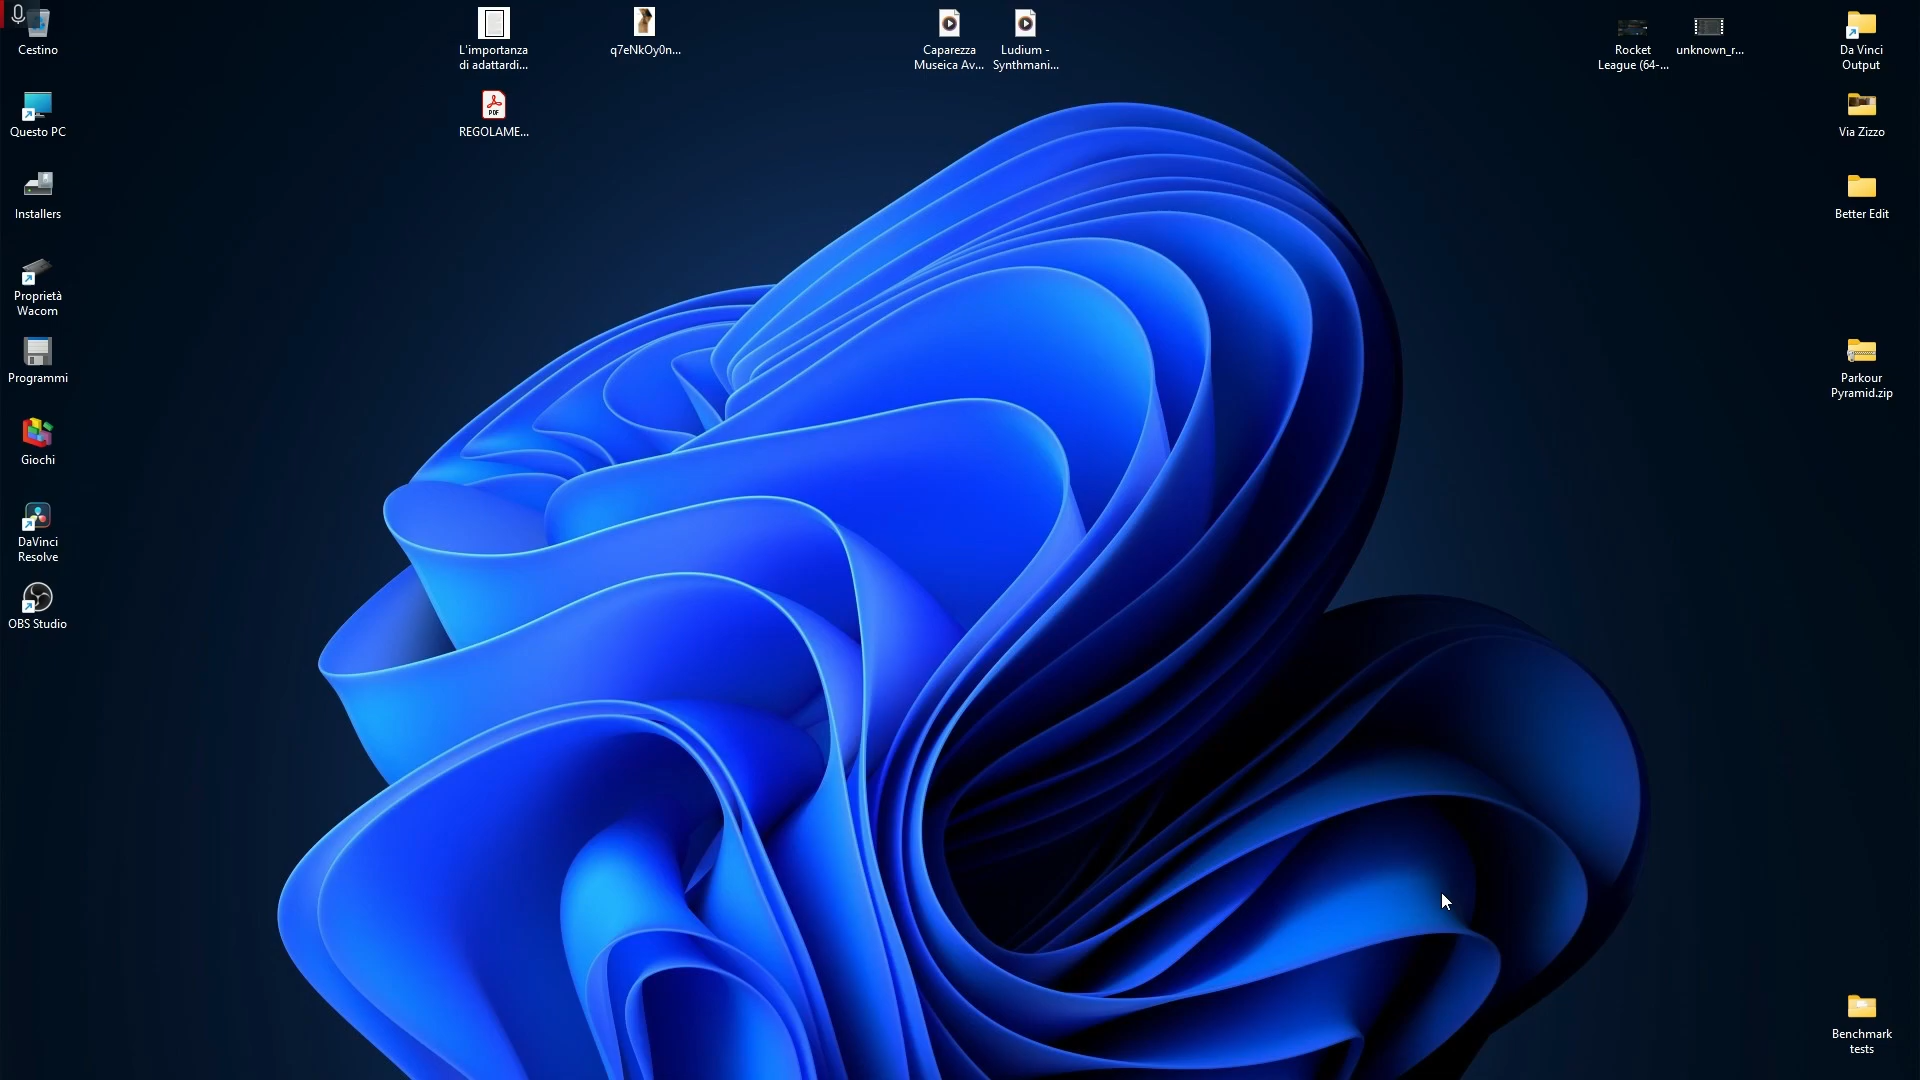 Cestino
Questo PC
Installers
Proprietà
Wacom
Programmi
Giochi
DaVinci
Resolve
OBS Studio
L'importanza
di adattardi...
PDF
REGOLAME...
q7eNkOy0n...
Caparezza
Museica Av...
Ludium -
Synthmani...
Rocket
League (64-...
unknown_r...
Da Vinci
Output
Via Zizzo
Better Edit
Parkour
Pyramid.zip
Benchmark
tests